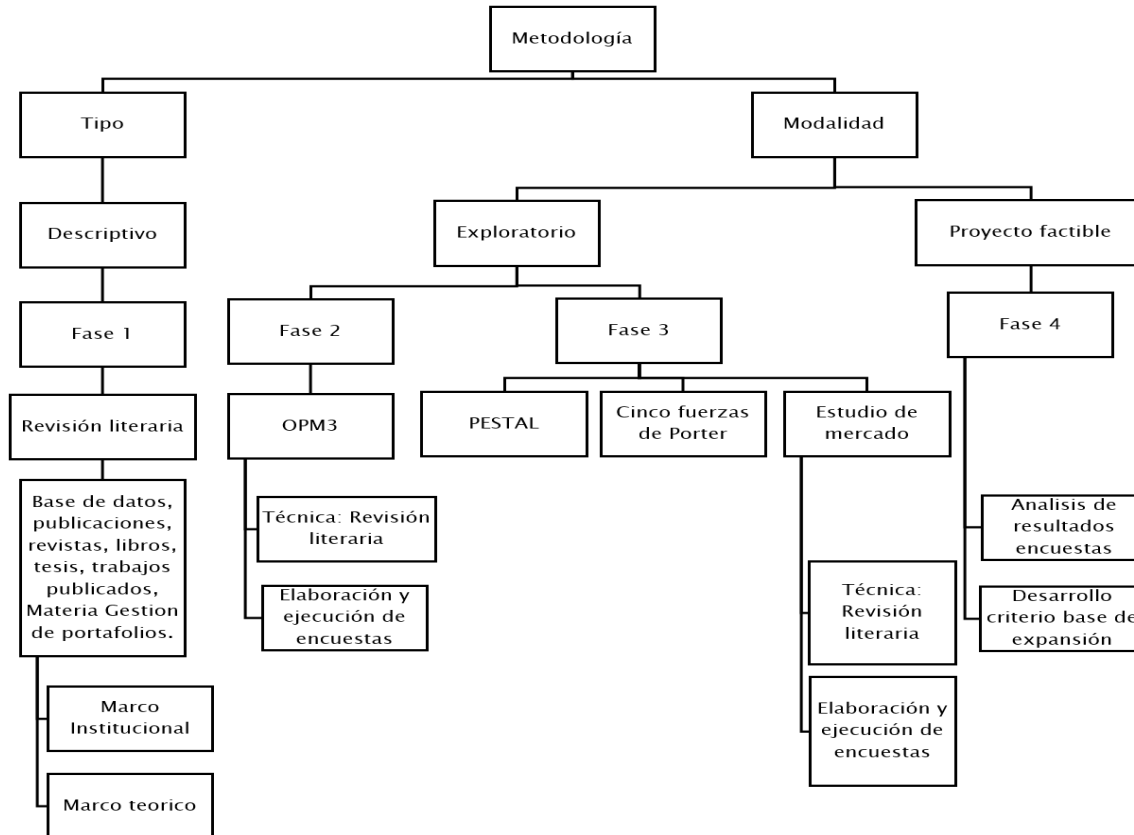 Metodología
Tipo
Modalidad
Descriptivo
Exploratorio
Proyecto factible
Fase 1
Fase 2
Fase 3
Fase 4
Revisión literaria
OPM3
PESTAL
Cinco fuerzas
de Porter
Estudio de
mercado
Base de datos,
publicaciones,
revistas, libros,
tesis, trabajos
publicados,
Materia Gestion
de portafolios.
Técnica: Revisión
literaria
Elaboración y
ejecución de
encuestas
Técnica:
Revisión
literaria
Elaboración y
ejecución de
encuestas
Analisis de
resultados
encuestas
Desarrollo
criterio base de
expansión
Marco
Institucional
Marco teorico